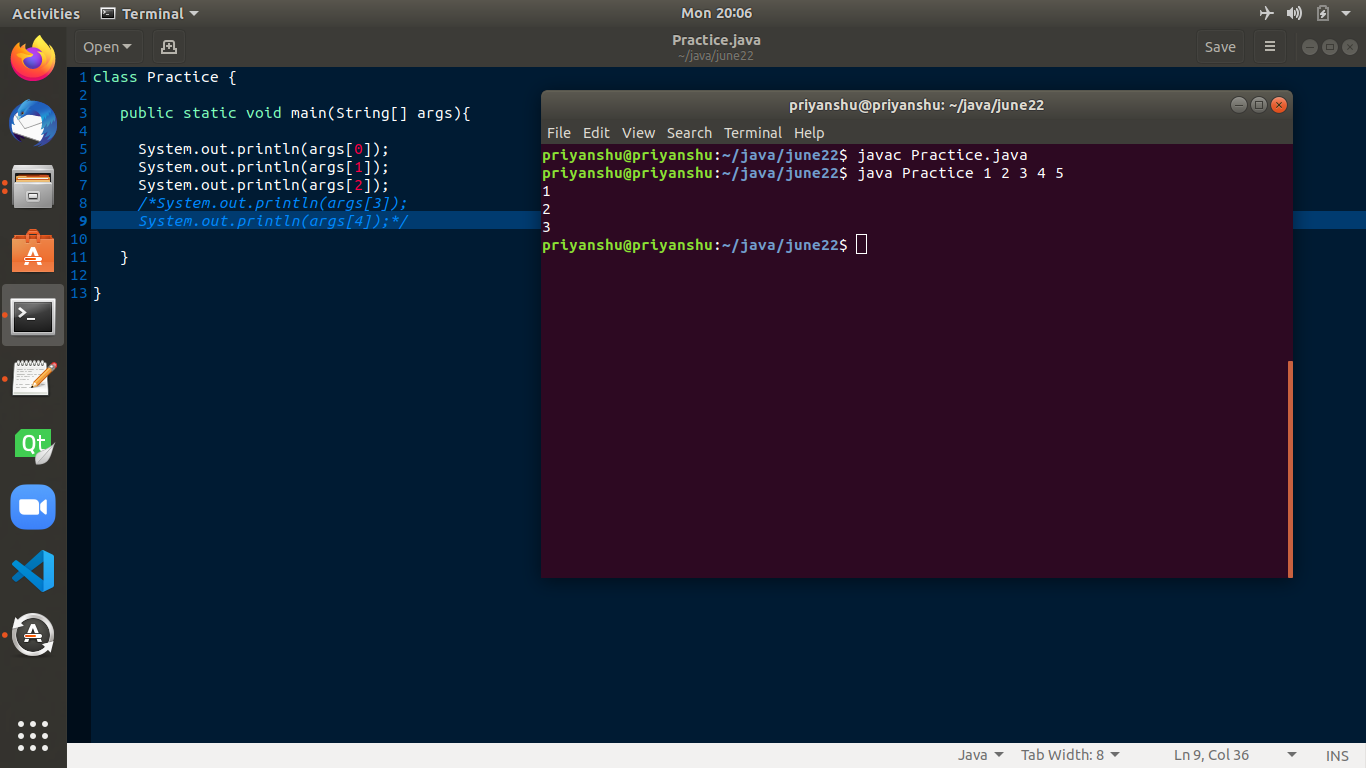 Activities
Terminal
Mon 20:06
Open
Practice.java
~/java/june22
Save
1 class Practice {
2
3 public static void main(String[] args){
4
5 System.out.println(args[0]);
6 System.out.println(args[1]);
7 System.out.println(args[2]);
8 /*System.out.println(args[3]);
9 System.out.println(args[4]);*/
10
11 }
12
13 }
priyanshu@priyanshu: ~/java/june22
File Edit View Search Terminal Help
priyanshu@priyanshu:~/java/june22$ javac Practice.java
priyanshu@priyanshu:~/java/june22$ java Practice 1 2 3 4 5
1
2
3
priyanshu@priyanshu:~/java/june22$
Qt
Java
Tab Width: 8
Ln 9, Col 36
INS